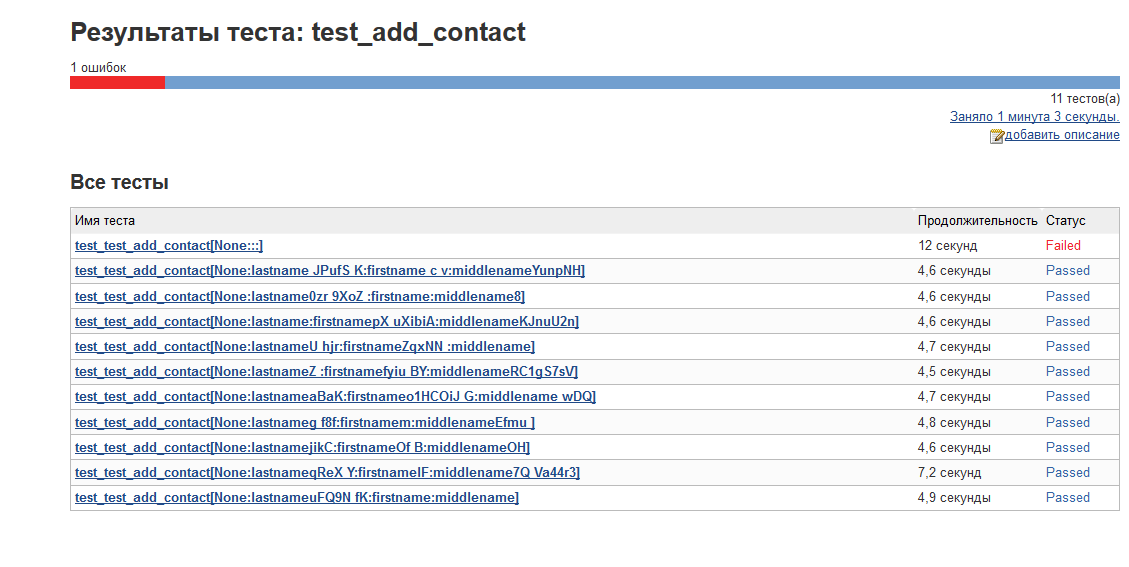 Результаты теста: test_add_contact
1 ошибок
11 тестов(а)
Заняло 1 минута 3 секунды.
добавить описание
Все тесты
Имя теста Продолжительность Статус
test_test_add_contact[None:::] 12 секунд Failed
test_test_add_contact[None:lastname JPufS K:firstname c v:middlenameYunpNH] 4,6 секунды Passed
test_test_add_contact[None:lastname0zr 9XoZ :firstname:middlename8] 4,6 секунды Passed
test_test_add_contact[None:lastname:firstnamepX uXibiA:middlenameKJnuU2n] 4,6 секунды Passed
test_test_add_contact[None:lastnameU hjr:firstnameZqxNN :middlename] 4,7 секунды Passed
test_test_add_contact[None:lastnameZ :firstnamefyiu BY:middlenameRC1gS7sV] 4,5 секунды Passed
test_test_add_contact[None:lastnameaBaK:firstnameo1HCOiJ G:middlename wDQ] 4,7 секунды Passed
test_test_add_contact[None:lastnameg f8f:firstnamem:middlenameEfmu ] 4,8 секунды Passed
test_test_add_contact[None:lastnamejikC:firstnameOf B:middlenameOH] 4,6 секунды Passed
test_test_add_contact[None:lastnameqReX Y:firstnameIF:middlename7Q Va44r3] 7,2 секунд Passed
test_test_add_contact[None:lastnameuFQ9N fK:firstname:middlename] 4,9 секунды Passed